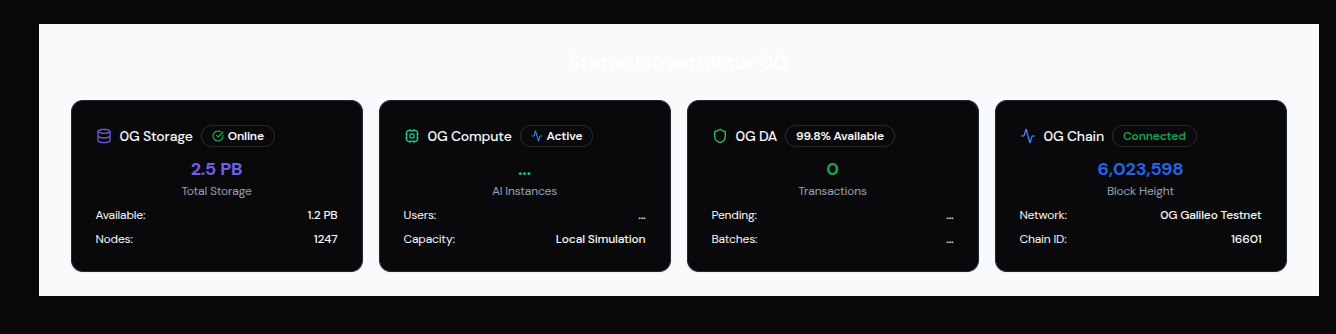 Status Infrastruktur 0G
0G Storage Online
2.5 PB
Total Storage
Available: 1.2 PB
Nodes: 1247
0G Compute Active
...
AI Instances
Users: ...
Capacity: Local Simulation
0G DA 99.8% Available
0
Transactions
Pending: ...
Batches: ...
0G Chain Connected
6,023,598
Block Height
Network: 0G Galileo Testnet
Chain ID: 16601